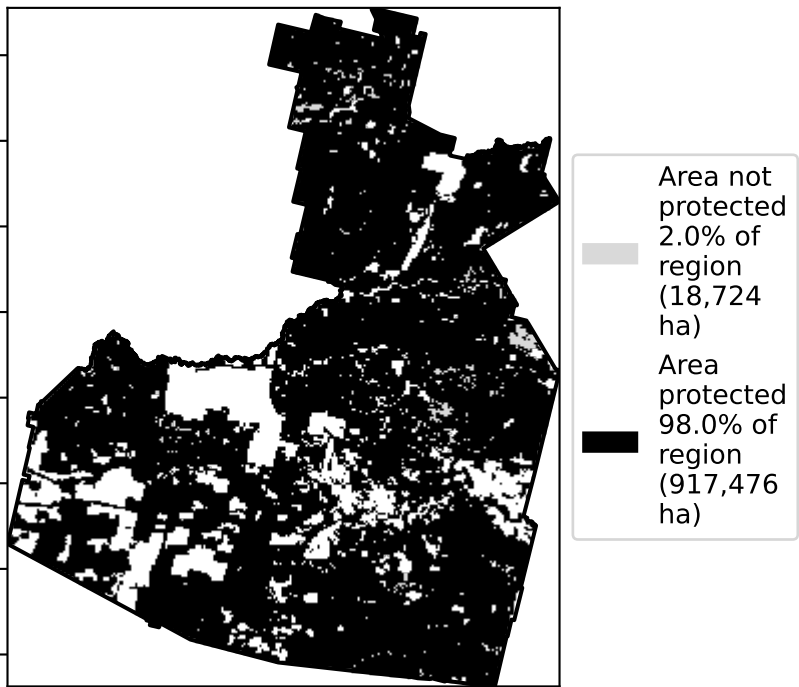 Area not
protected
2.0% of
region
(18,724
ha)
Area
protected
98.0% of
region
(917,476
ha)